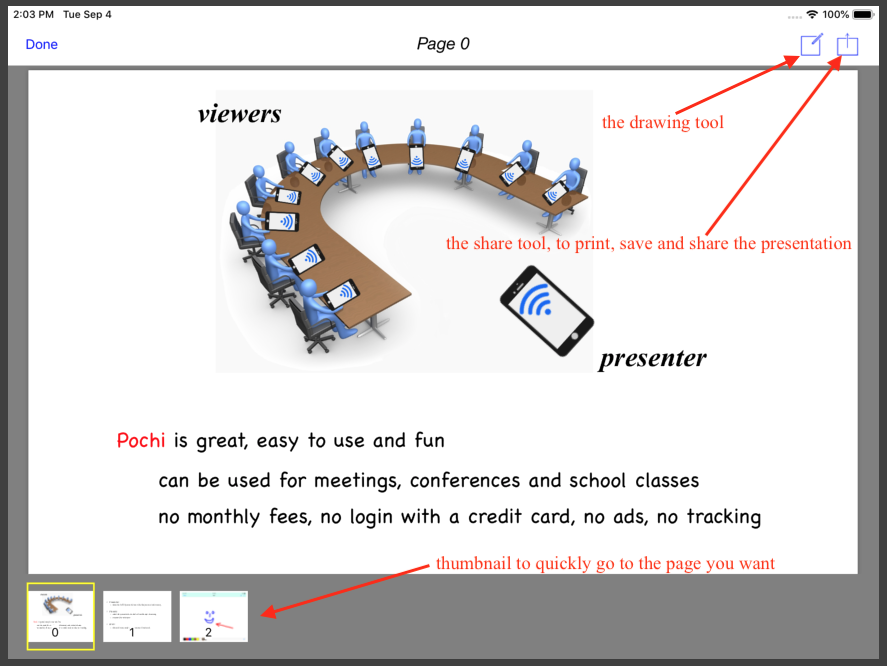 2:03 PM Tue Sep 4
100%
Done
Page 0
viewers
the drawing tool
the share tool, to print, save and share the presentation
presenter
Pochi is great, easy to use and fun
can be used for meetings, conferences and school classes
no monthly fees, no login with a credit card, no ads, no tracking
thumbnail to quickly go to the page you want
0
1
2